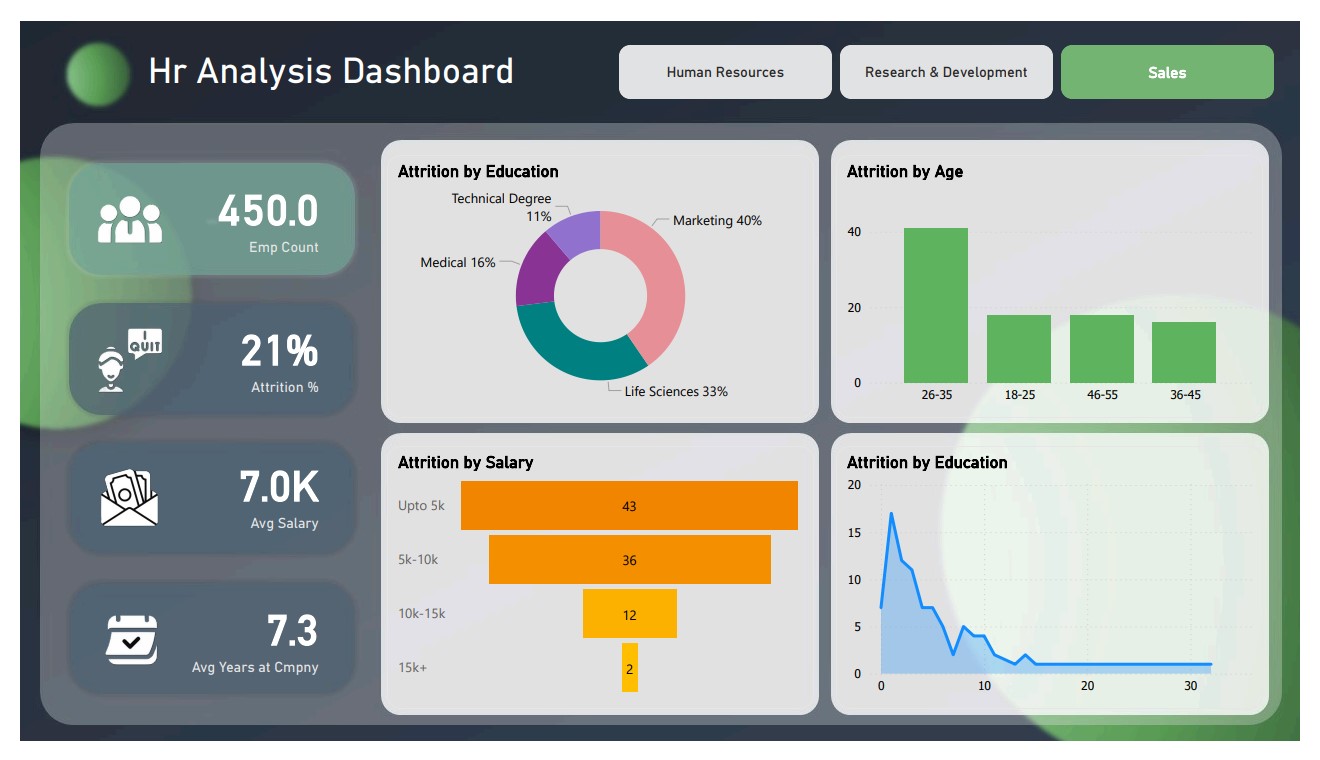 Hr Analysis Dashboard
Human Resources
Research & Development
Sales
450.0
Emp Count
I
QUIT
21%
Attrition %
7.0K
Avg Salary
7.3
Avg Years at Cmpny
Attrition by Education
Technical Degree
11%
Marketing 40%
Medical 16%
Life Sciences 33%
Attrition by Age
40
20
0
26-35
18-25
46-55
36-45
Attrition by Salary
Upto 5k
43
5k-10k
36
10k-15k
12
15k+
2
Attrition by Education
20
15
10
5
0
0
10
20
30